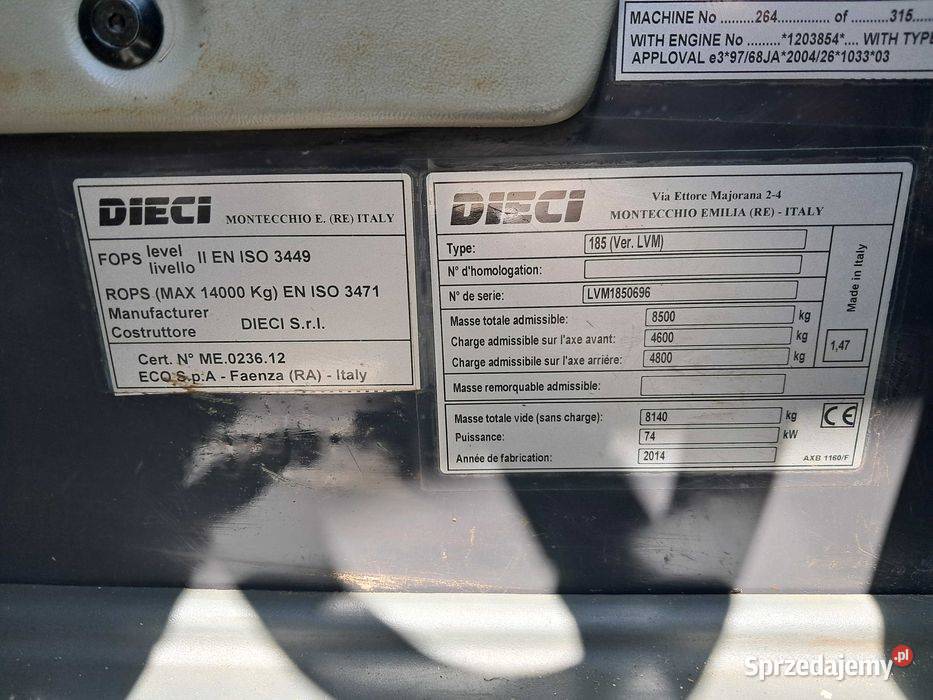 MACHINE No .........264.............. of ..........315.....
WITH ENGINE No .........*1203854*.... WITH TYPE
APPLOVAL e3*97/68JA*2004/26*1033*03
DIECI MONTECCHIO E. (RE) ITALY
FOPS level livello II EN ISO 3449
ROPS (MAX 14000 Kg) EN ISO 3471
Manufacturer
Costruttore DIECI S.r.l.
Cert. N° ME.0236.12
ECO S.p.A - Faenza (RA) - Italy
DIECI Via Ettore Majorana 2-4
MONTECCHIO EMILIA (RE) - ITALY
Type: 185 (Ver. LVM)
N° d'homologation:
N° de serie: LVM1850696
Masse totale admissible: 8500 kg
Charge admissible sur l'axe avant: 4600 kg
Charge admissible sur l'axe arriére: 4800 kg
Masse remorquable admissible:
Masse totale vide (sans charge): 8140 kg
Puissance: 74 kW
Année de fabrication: 2014
Made in Italy
1,47
CE
AXB 1160/F
Sprzedajemy.pl